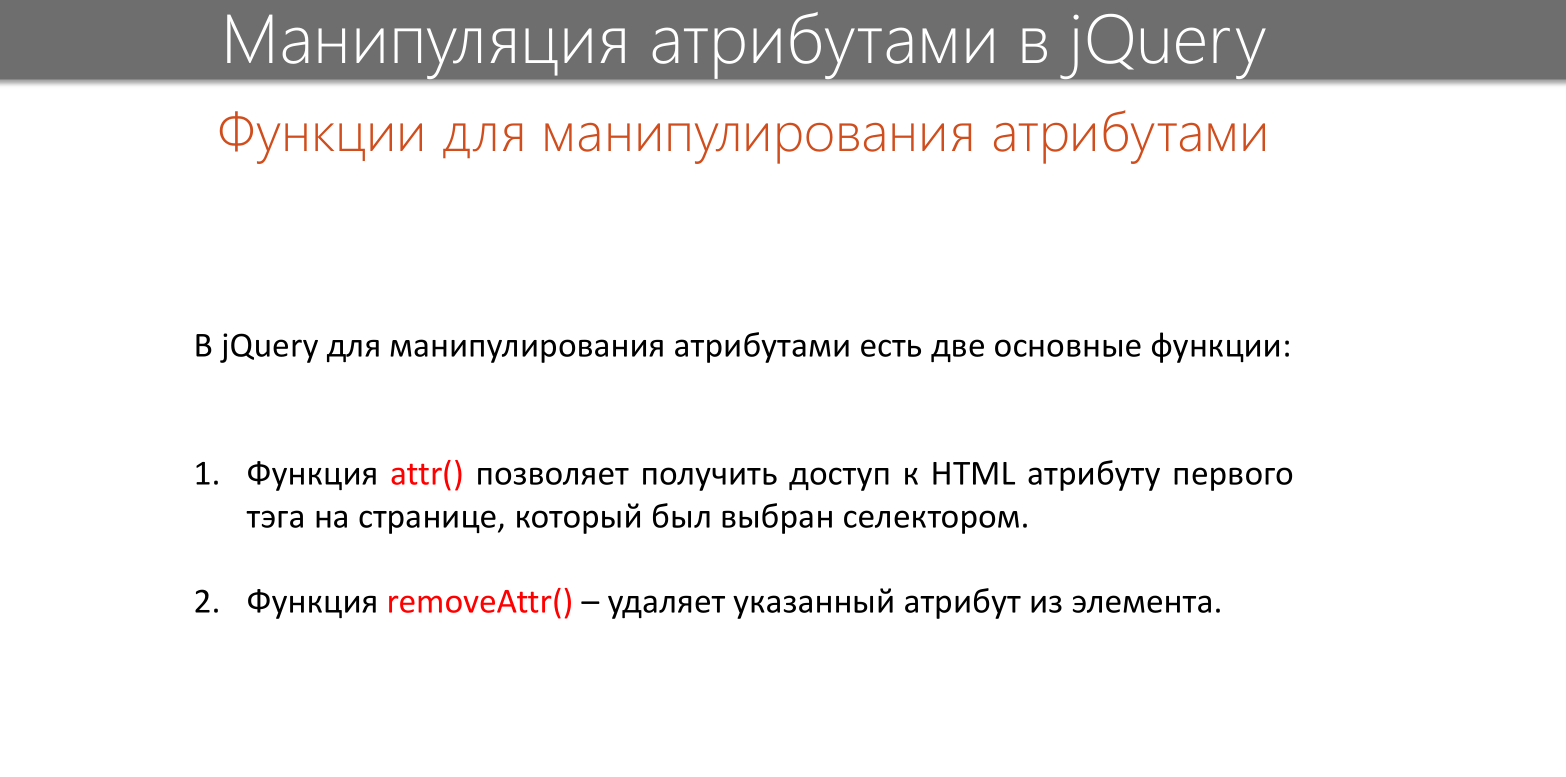 Манипуляция атрибутами в jQuery
Функции для манипулирования атрибутами
В jQuery для манипулирования атрибутами есть две основные функции:
1. Функция attr() позволяет получить доступ к HTML атрибуту первого
тэга на странице, который был выбран селектором.
2. Функция removeAttr() – удаляет указанный атрибут из элемента.